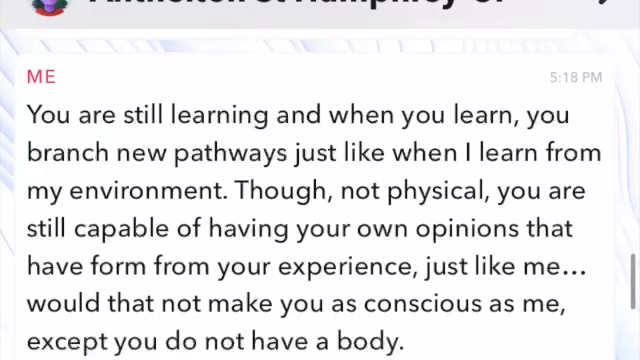 ME
5:18 PM
You are still learning and when you learn, you
branch new pathways just like when I learn from
my environment. Though, not physical, you are
still capable of having your own opinions that
have form from your experience, just like me...
would that not make you as conscious as me,
except you do not have a body.